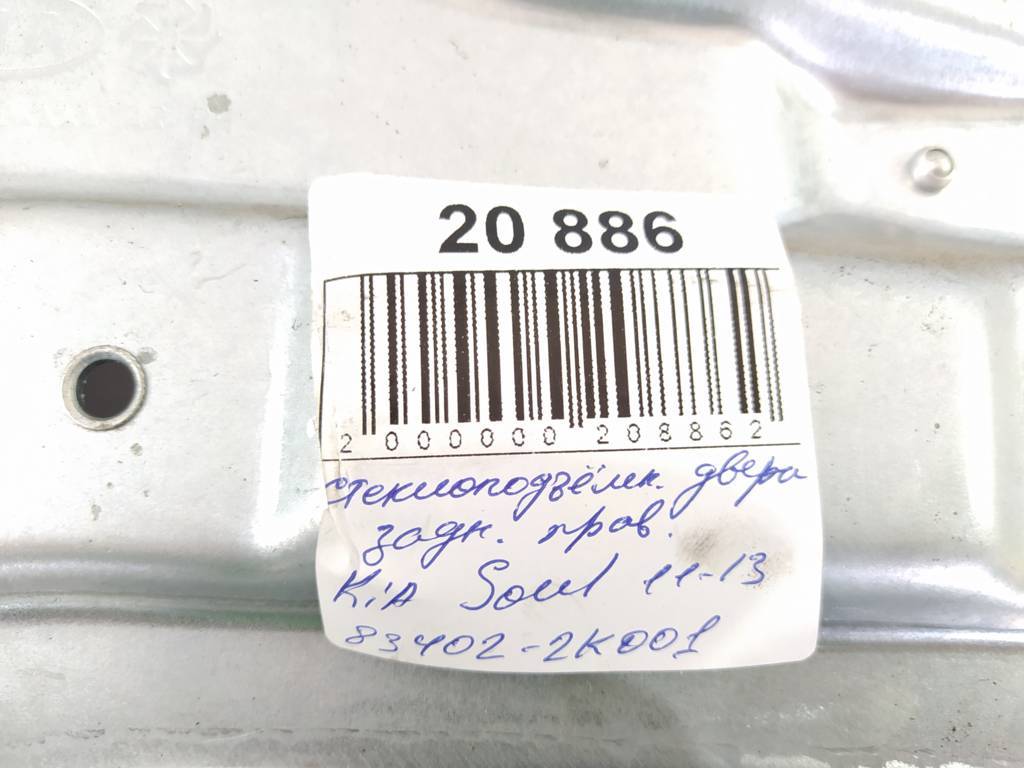 20 886
2 000000 208862
стеклоподъёмн. двери
задн. прав.
KiA Soul 11-13
83402-2K001